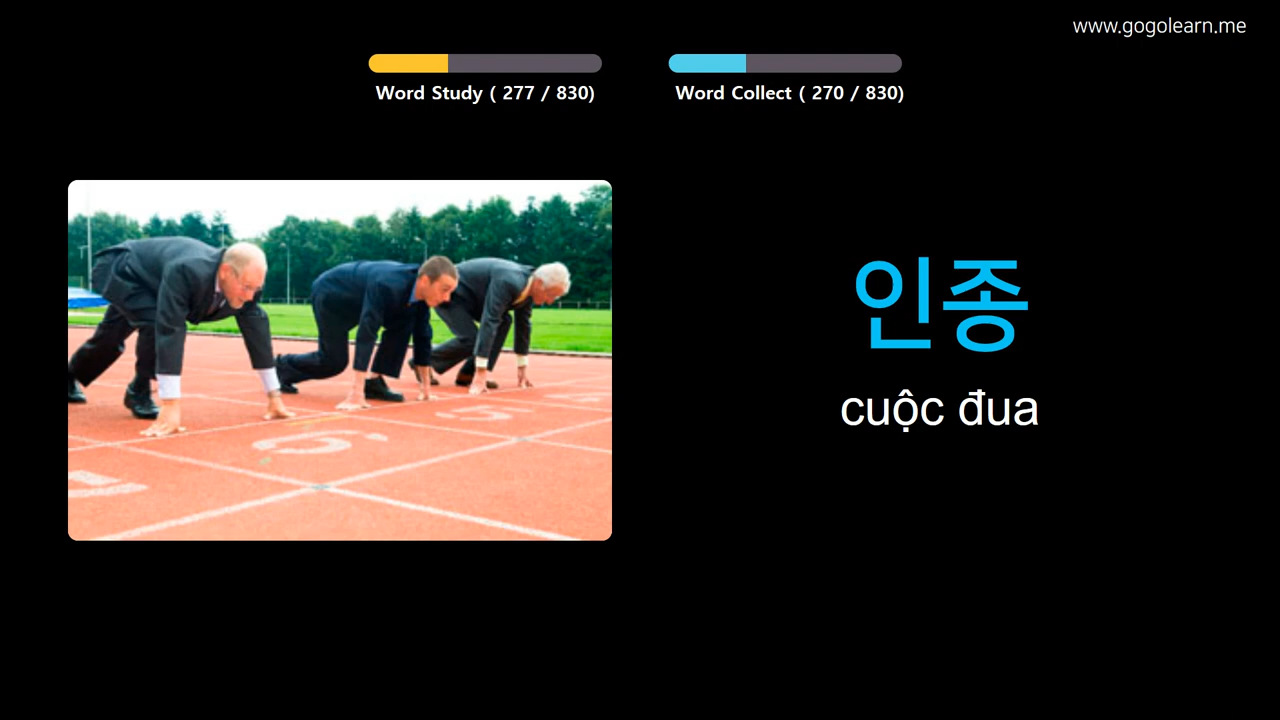 www.gogolearn.me
Word Study ( 277 / 830)
Word Collect ( 270 / 830)
인종
cuộc đua